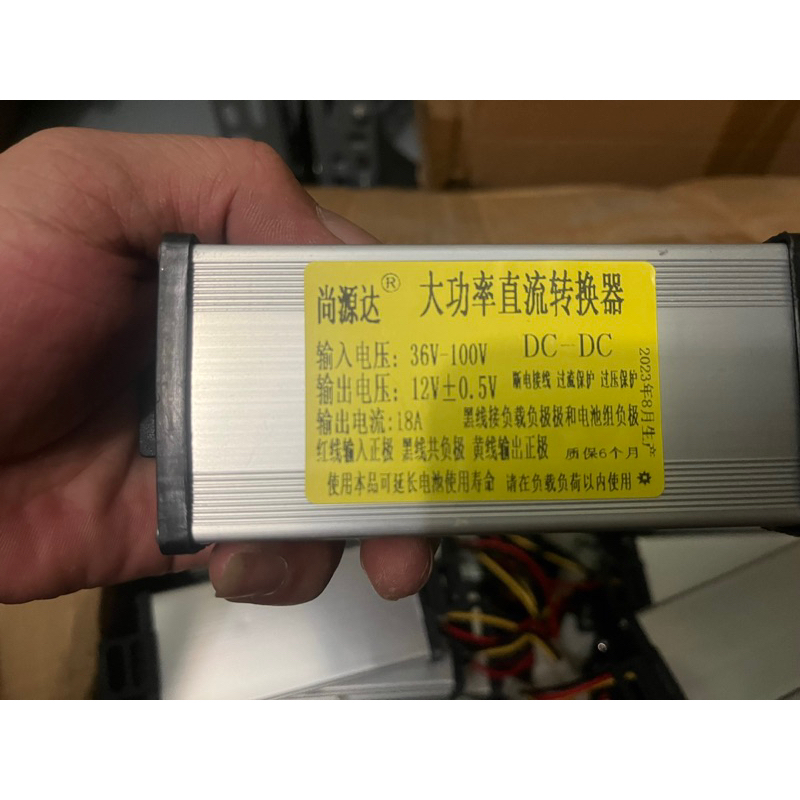 尚源达® 大功率直流转换器
输入电压：36V-100V DC-DC
输出电压：12V±0.5V 断电接线 过流保护 过压保护
输出电流：18A 黑线接负载负极极和电池组负极
红线输入正极 黑线共负极 黄线输出正极 质保6个月
使用本品可延长电池使用寿命 请在负载负荷以内使用
2023年8月生产